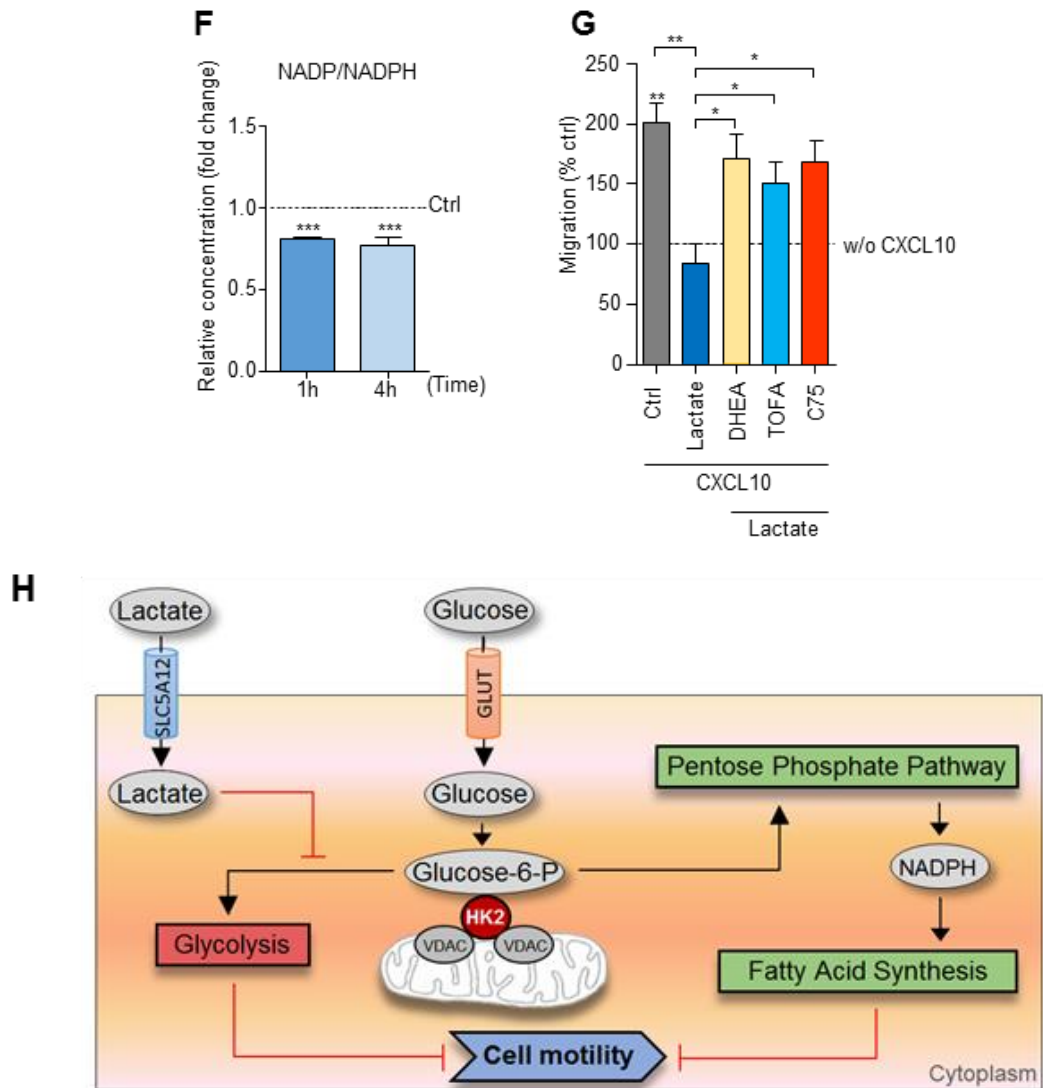 F
NADP/NADPH
Relative concentration (fold change)
1.5
1.0
0.5
0.0
Ctrl
***
***
1h
4h
(Time)
G
Migration (% ctrl)
250
200
150
100
50
0
**
**
*
*
*
w/o CXCL10
Ctrl
Lactate
DHEA
TOFA
C75
CXCL10
Lactate
H
Lactate
Glucose
SLC5A12
GLUT
Lactate
Glucose
Pentose Phosphate Pathway
Glucose-6-P
NADPH
HK2
VDAC
VDAC
Glycolysis
Fatty Acid Synthesis
Cell motility
Cytoplasm